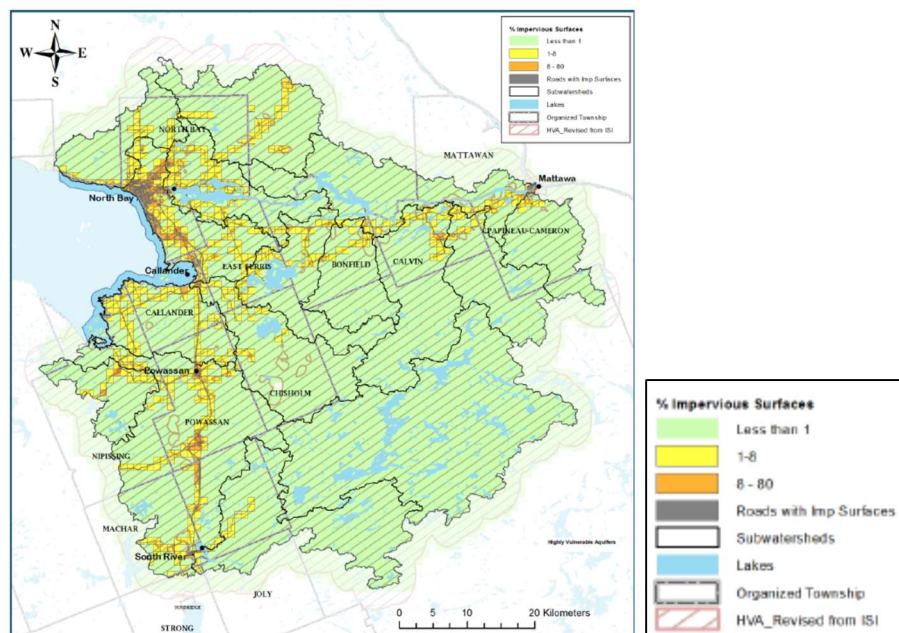 N
W E
S
% Impervious Surfaces
Less than 1
1-8
8 - 80
Roads with Imp Surfaces
Subwatersheds
Lakes
Organized Township
HVA_Revised from ISI
NORTH BAY
MATTAWAN
Mattawa
North Bay
PAPINEAU-CAMERON
EAST FERRIS
BONFIELD
CALVIN
Callander
CALLANDER
Powassan
CHISHOLM
POWASSAN
NIPISSING
MACHAR
Highly Vulnerable Aquifers
South River
JOLY
STRONG
0 5 10 20 Kilometers
% Impervious Surfaces
Less than 1
1-8
8 - 80
Roads with Imp Surfaces
Subwatersheds
Lakes
Organized Township
HVA_Revised from ISI